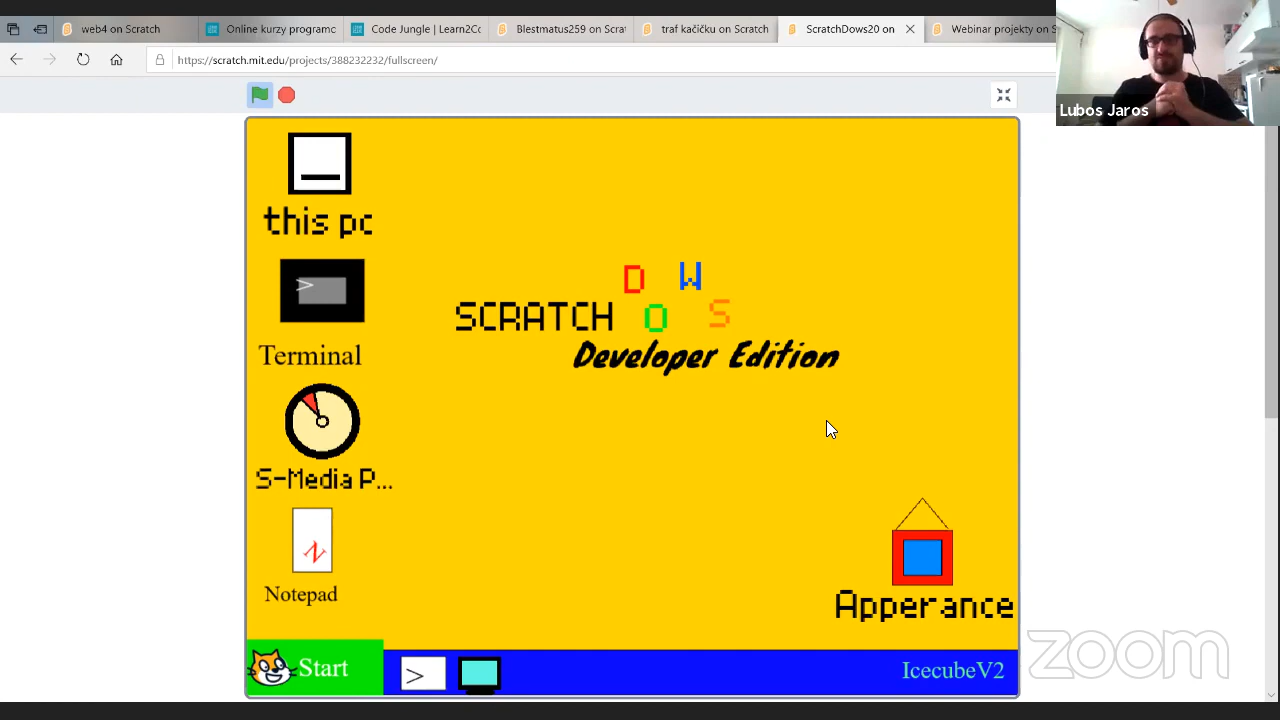 web4 on Scratch
Online kurzy programc
Code Jungle | Learn2Co
Blestmatus259 on Scrat
traf kačičku on Scratch
ScratchDows20 on
Webinar projekty on S
https://scratch.mit.edu/projects/388232232/fullscreen/
Lubos Jaros
this pc
Terminal
S-Media P...
N
Notepad
SCRATCH DOWS
Developer Edition
Apperance
Start
>
IcecubeV2
zoom